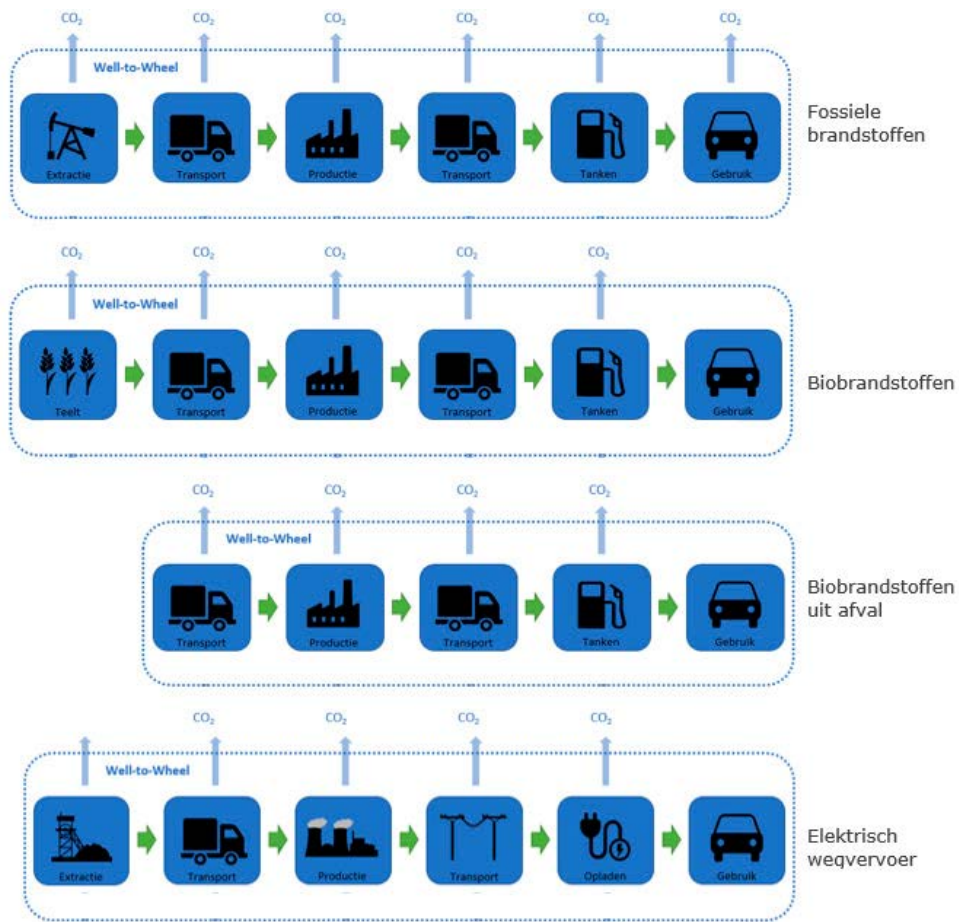 CO₂ CO₂ CO₂ CO₂ CO₂ CO₂
Well-to-Wheel
Extractie Transport Productie Transport Tanken Gebruik
Fossiele
brandstoffen
CO₂ CO₂ CO₂ CO₂ CO₂
Well-to-Wheel
Teelt Transport Productie Transport Tanken Gebruik
Biobrandstoffen
CO₂ CO₂ CO₂ CO₂
Well-to-Wheel
Transport Productie Transport Tanken Gebruik
Biobrandstoffen
uit afval
CO₂ CO₂ CO₂ CO₂
Well-to-Wheel
Extractie Transport Productie Transport Opladen Gebruik
Elektrisch
wegvervoer